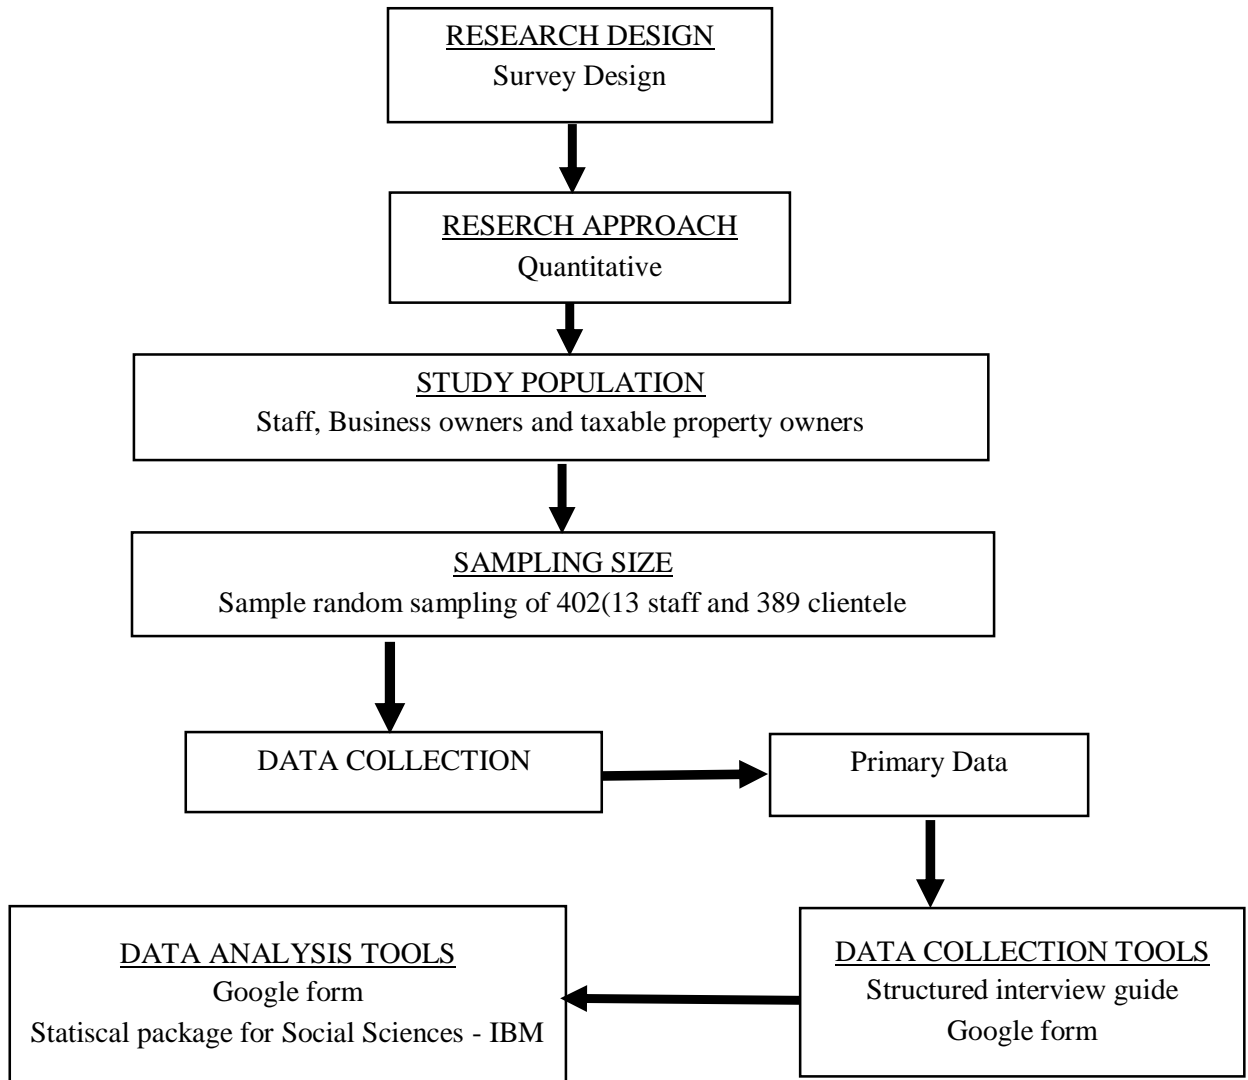 RESEARCH DESIGN
Survey Design
RESERCH APPROACH
Quantitative
STUDY POPULATION
Staff, Business owners and taxable property owners
SAMPLING SIZE
Sample random sampling of 402(13 staff and 389 clientele
DATA COLLECTION
Primary Data
DATA COLLECTION TOOLS
Structured interview guide
Google form
DATA ANALYSIS TOOLS
Google form
Statiscal package for Social Sciences - IBM